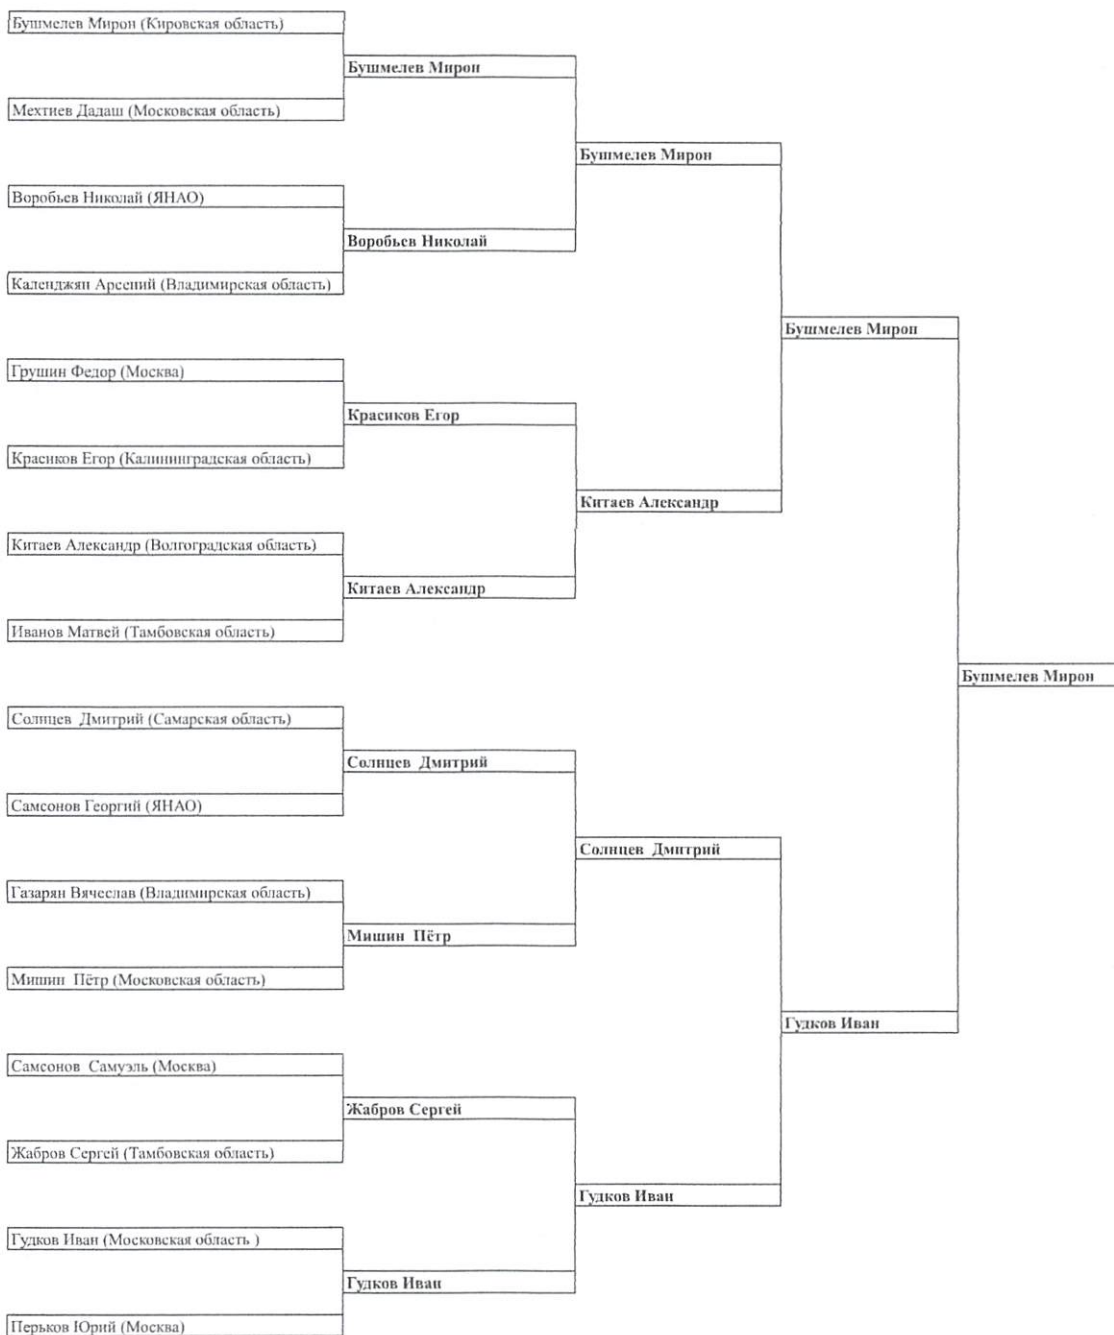 Бушмелев Мирон (Кировская область)
Бушмелев Мирон
Мехтиев Дадаш (Московская область)
Бушмелев Мирон
Воробьев Николай (ЯНАО)
Воробьев Николай
Календжян Арсений (Владимирская область)
Бушмелев Мирон
Грушин Федор (Москва)
Красиков Егор
Красиков Егор (Калининградская область)
Китаев Александр
Китаев Александр (Волгоградская область)
Китаев Александр
Иванов Матвей (Тамбовская область)
Бушмелев Мирон
Солнцев Дмитрий (Самарская область)
Солнцев Дмитрий
Самсонов Георгий (ЯНАО)
Солнцев Дмитрий
Газарян Вячеслав (Владимирская область)
Мишин Пётр
Мишин Пётр (Московская область)
Гудков Иван
Самсонов Самуэль (Москва)
Жабров Сергей
Жабров Сергей (Тамбовская область)
Гудков Иван
Гудков Иван (Московская область )
Гудков Иван
Перьков Юрий (Москва)